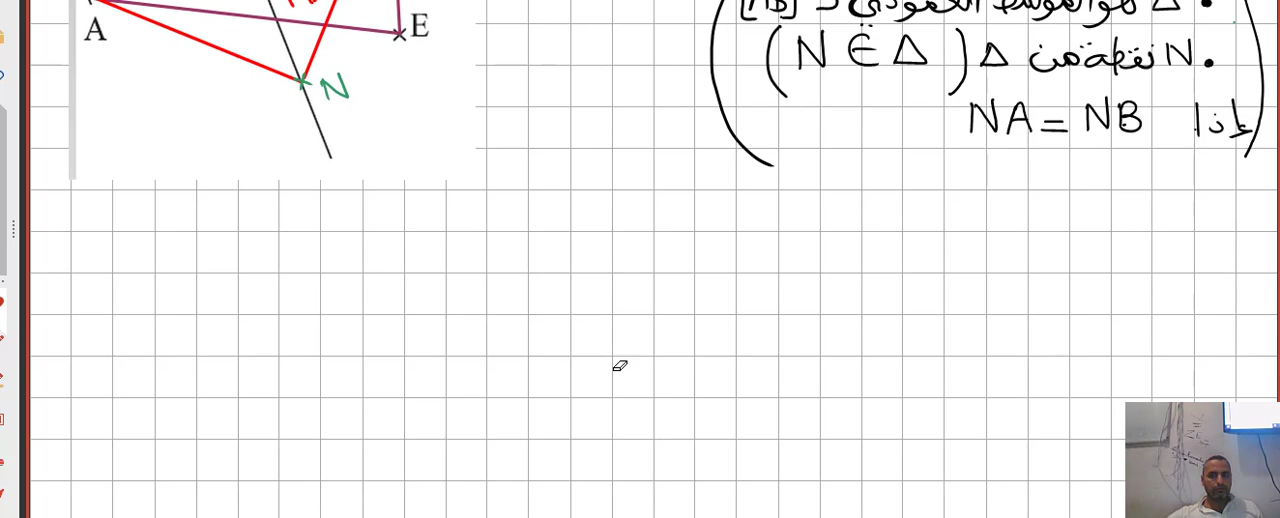 [AB] هو الموسط العمودي لـ Δ •
• N نقطة من Δ (N ∈ Δ)
إذا NA = NB
A
E
N